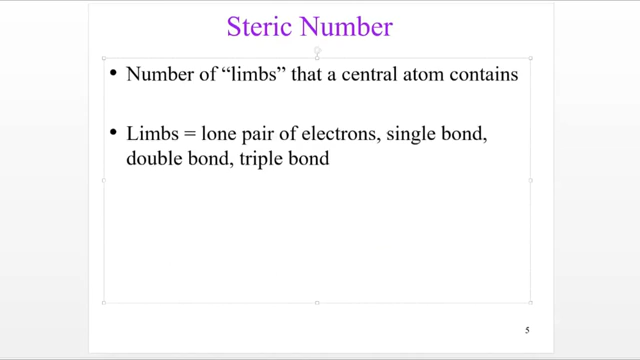 Steric Number
• Number of “limbs” that a central atom contains
• Limbs = lone pair of electrons, single bond,
double bond, triple bond
5